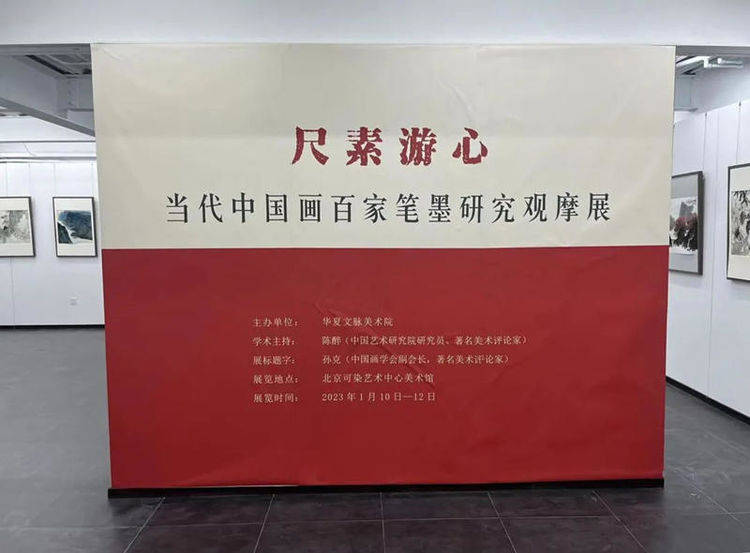 尺素游心
当代中国画百家笔墨研究观摩展
主办单位： 华夏文脉美术院
学术主持： 陈醉（中国艺术研究院研究员、著名美术评论家）
展标题字： 孙克（中国画学会副会长，著名美术评论家）
展览地点： 北京可染艺术中心美术馆
展览时间： 2023年1月10日—12日